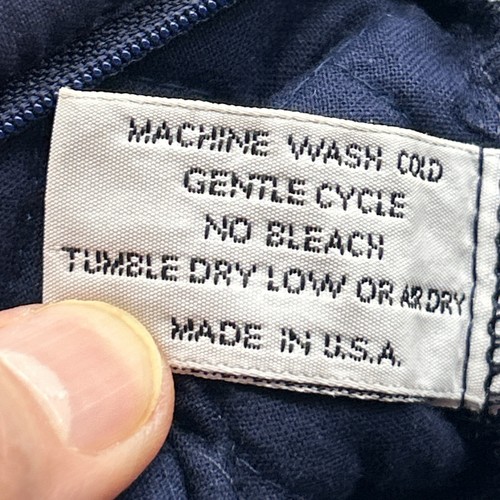 MACHINE WASH COLD
GENTLE CYCLE
NO BLEACH
TUMBLE DRY LOW OR AIR DRY
MADE IN U.S.A.